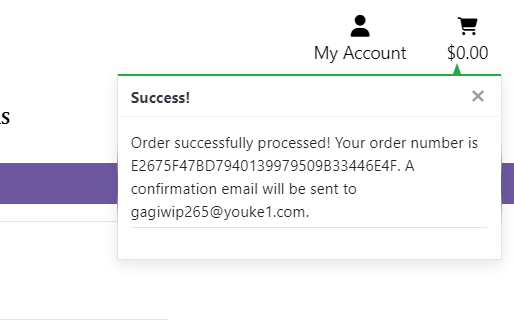 My Account
$0.00
Success!
×
Order successfully processed! Your order number is
E2675F47BD7940139979509B33446E4F. A
confirmation email will be sent to
gagiwip265@youke1.com.